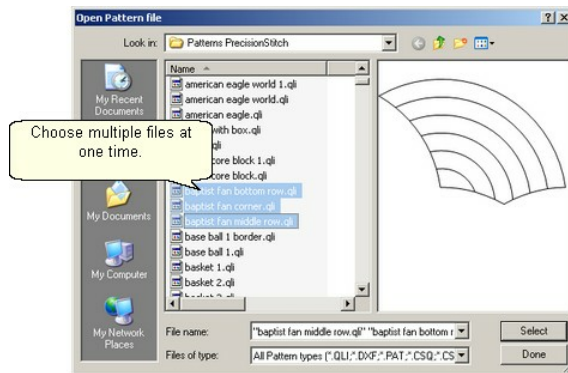 Open Pattern file
Look in: Patterns PrecisionStitch
Name
american eagle world 1.qli
american eagle world.qli
american eagle.qli
with box.qli
qli
core block 1.qli
core block.qli
baptist fan bottom row.qli
baptist fan corner.qli
baptist fan middle row.qli
base ball 1 border.qli
base ball 1.qli
basket 1.qli
basket 2.qli
My Recent
Documents
Choose multiple files at
one time.
My Documents
My Computer
My Network
Places
File name: "baptist fan middle row.qli" "baptist fan bottom r
Select
Files of type: All Pattern types (*.QLI;*.DXF;*.PAT;*.CSQ;*.CS
Done